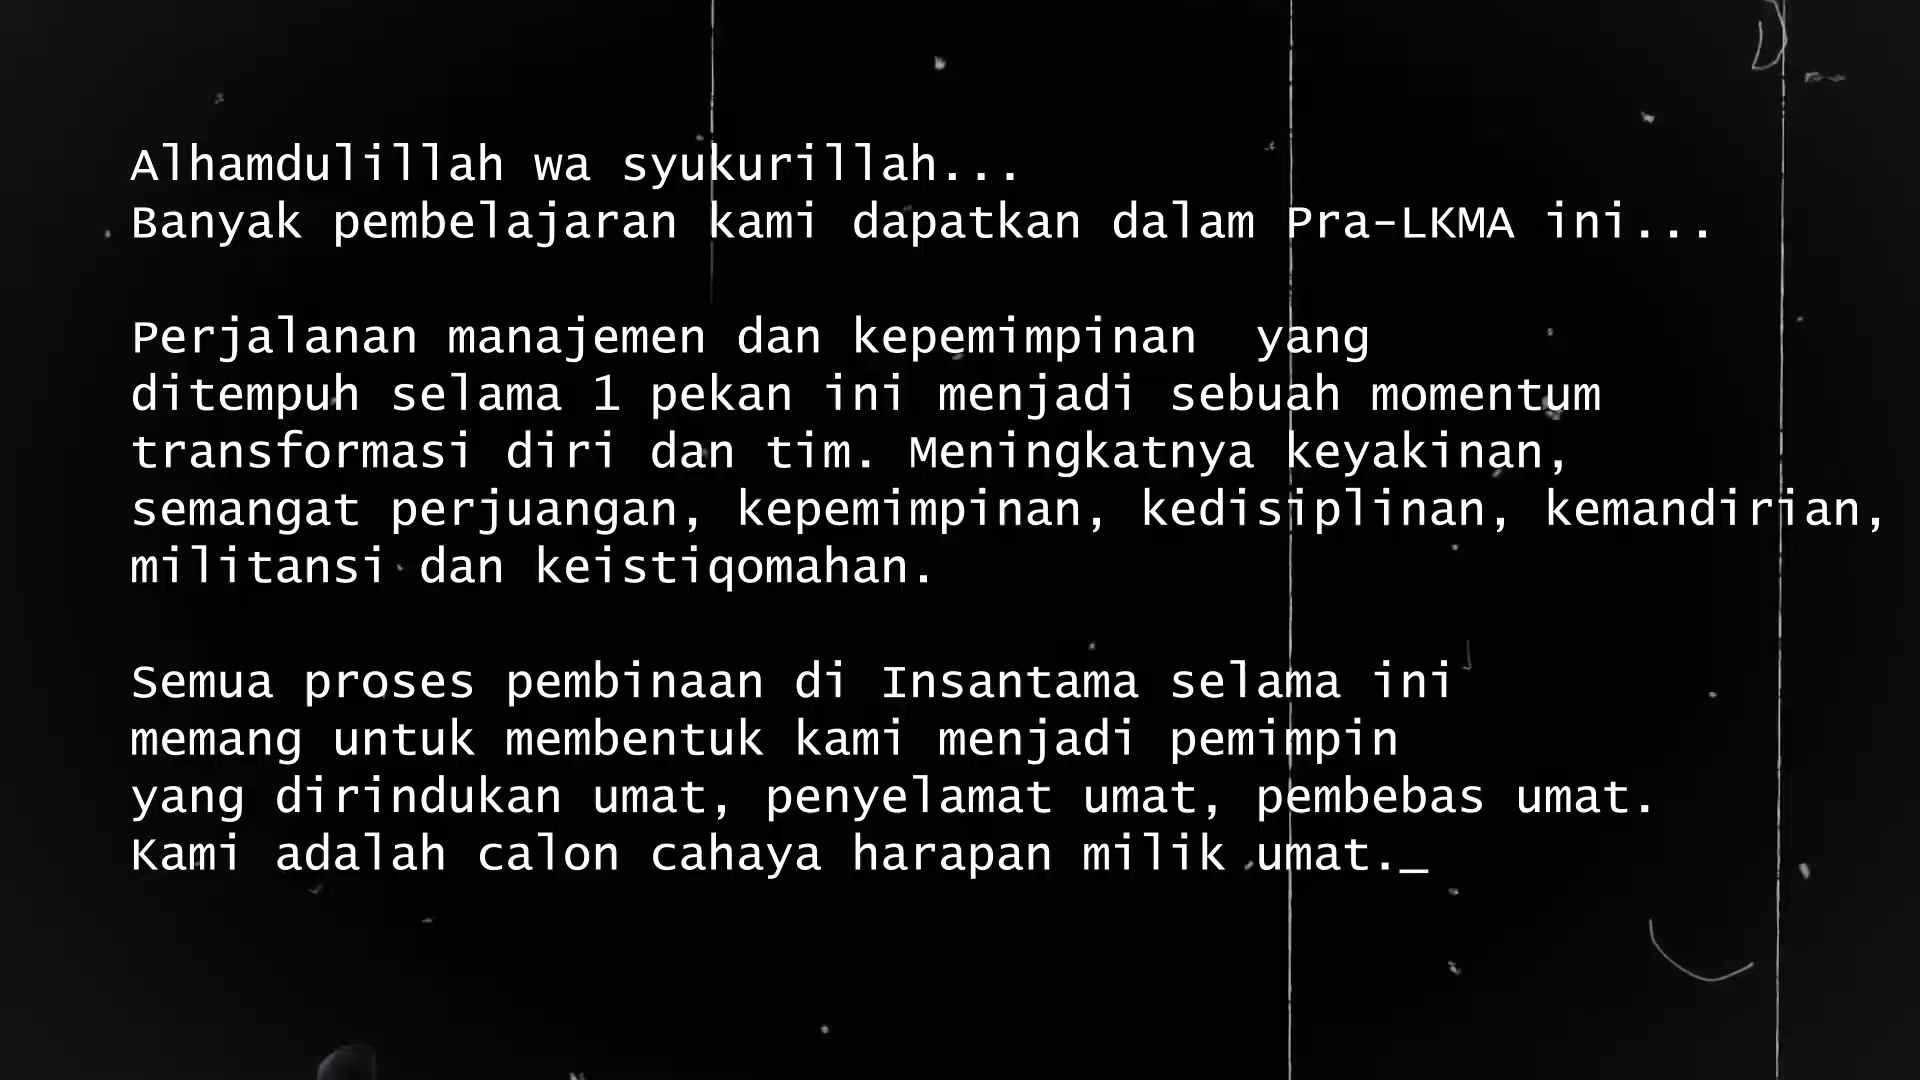 Alhamdulillah wa syukurillah...
Banyak pembelajaran kami dapatkan dalam Pra-LKMA ini...
Perjalanan manajemen dan kepemimpinan  yang
ditempuh selama 1 pekan ini menjadi sebuah momentum
transformasi diri dan tim. Meningkatnya keyakinan,
semangat perjuangan, kepemimpinan, kedisiplinan, kemandirian,
militansi dan keistiqomahan.
Semua proses pembinaan di Insantama selama ini
memang untuk membentuk kami menjadi pemimpin
yang dirindukan umat, penyelamat umat, pembebas umat.
Kami adalah calon cahaya harapan milik umat._